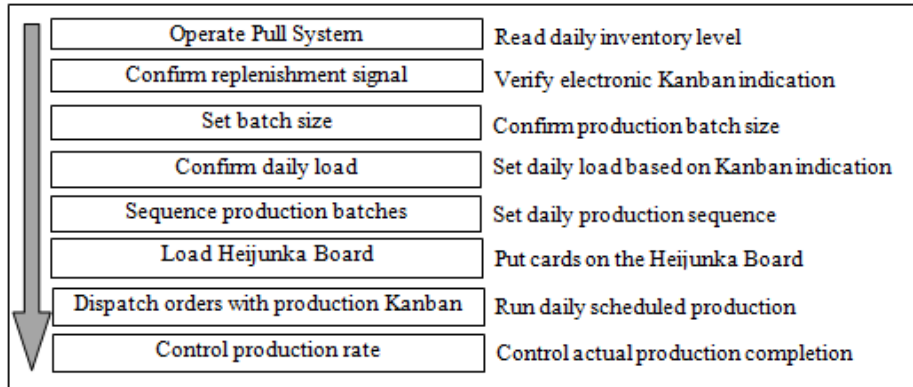 Operate Pull System
Read daily inventory level
Confirm replenishment signal
Verify electronic Kanban indication
Set batch size
Confirm production batch size
Confirm daily load
Set daily load based on Kanban indication
Sequence production batches
Set daily production sequence
Load Heijunka Board
Put cards on the Heijunka Board
Dispatch orders with production Kanban
Run daily scheduled production
Control production rate
Control actual production completion